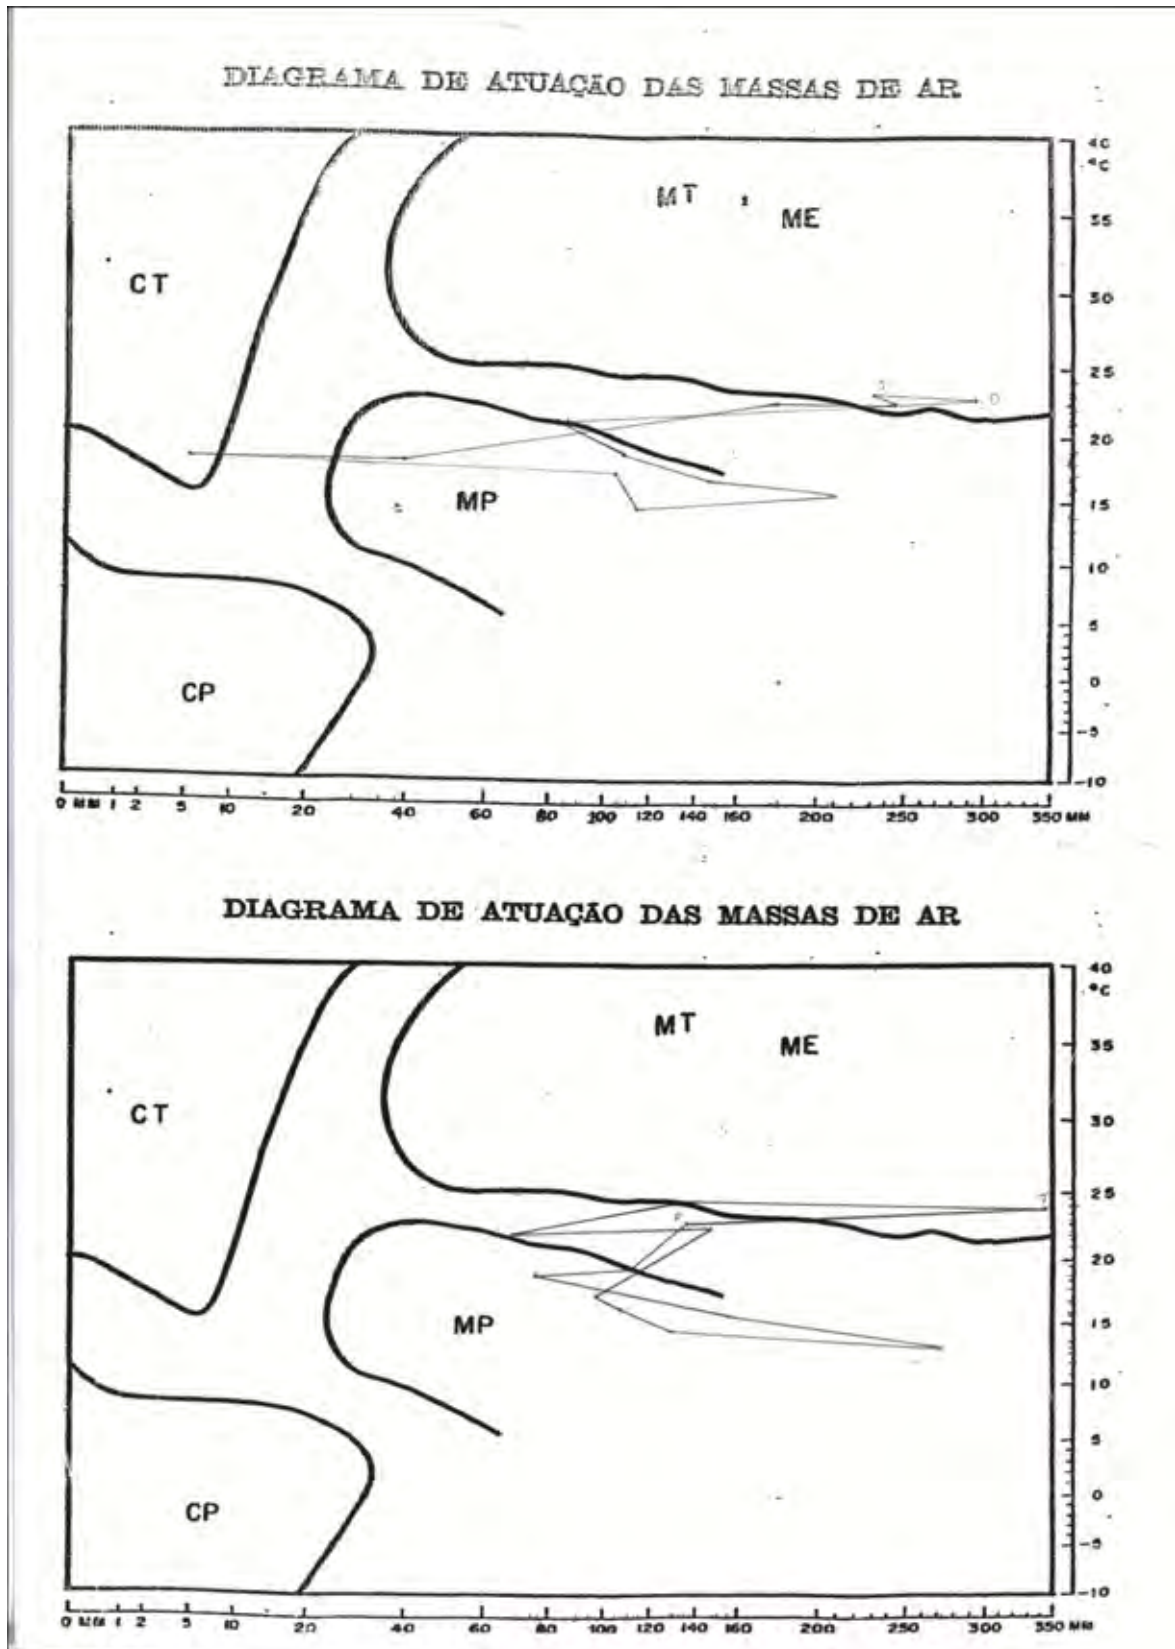 DIAGRAMA DE ATUAÇÃO DAS MASSAS DE AR
40
°C
MT
ME
35
CT
30
25
20
MP
15
10
5
CP
0
-5
-10
0 MM 1 2 5 10 20 40 60 80 100 120 140 160 200 250 300 350 MM
DIAGRAMA DE ATUAÇÃO DAS MASSAS DE AR
40
°C
MT
ME
35
CT
30
25
20
MP
15
10
5
CP
0
-5
-10
0 MM 1 2 5 10 20 40 60 80 100 120 140 160 200 250 300 350 MM